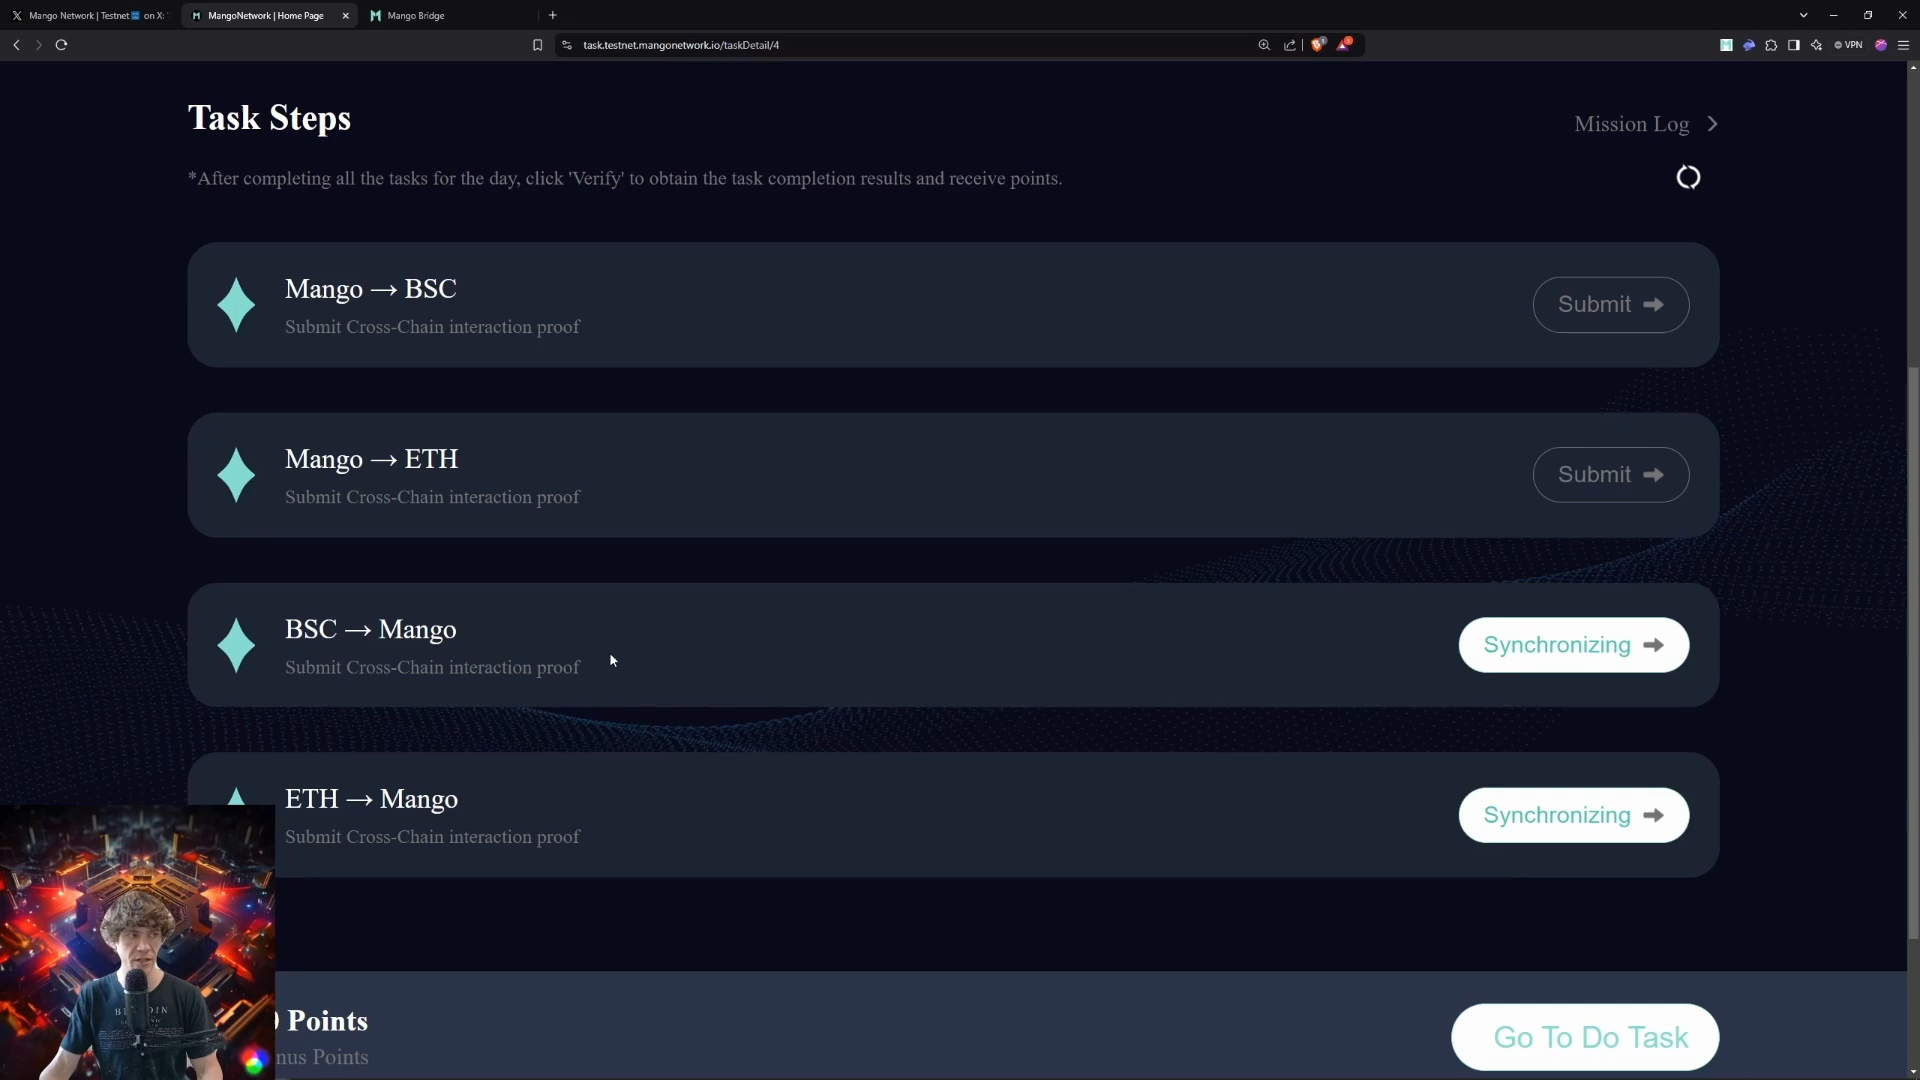 Mango Network | Testnet on X:
MangoNetwork | Home Page
Mango Bridge
task.testnet.mangonetwork.io/taskDetail/4
VPN
Task Steps
Mission Log
*After completing all the tasks for the day, click 'Verify' to obtain the task completion results and receive points.
Mango → BSC
Submit Cross-Chain interaction proof
Submit
Mango → ETH
Submit Cross-Chain interaction proof
Submit
BSC → Mango
Submit Cross-Chain interaction proof
Synchronizing
ETH → Mango
Submit Cross-Chain interaction proof
Synchronizing
Points
Points
Go To Do Task